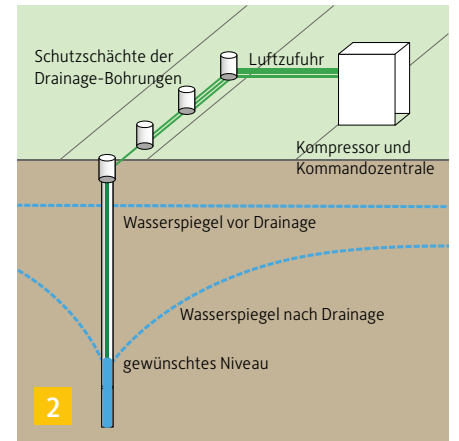 Schutzschächte der
Drainage-Bohrungen
Luftzufuhr
Kompressor und
Kommandozentrale
Wasserspiegel vor Drainage
Wasserspiegel nach Drainage
gewünschtes Niveau
2